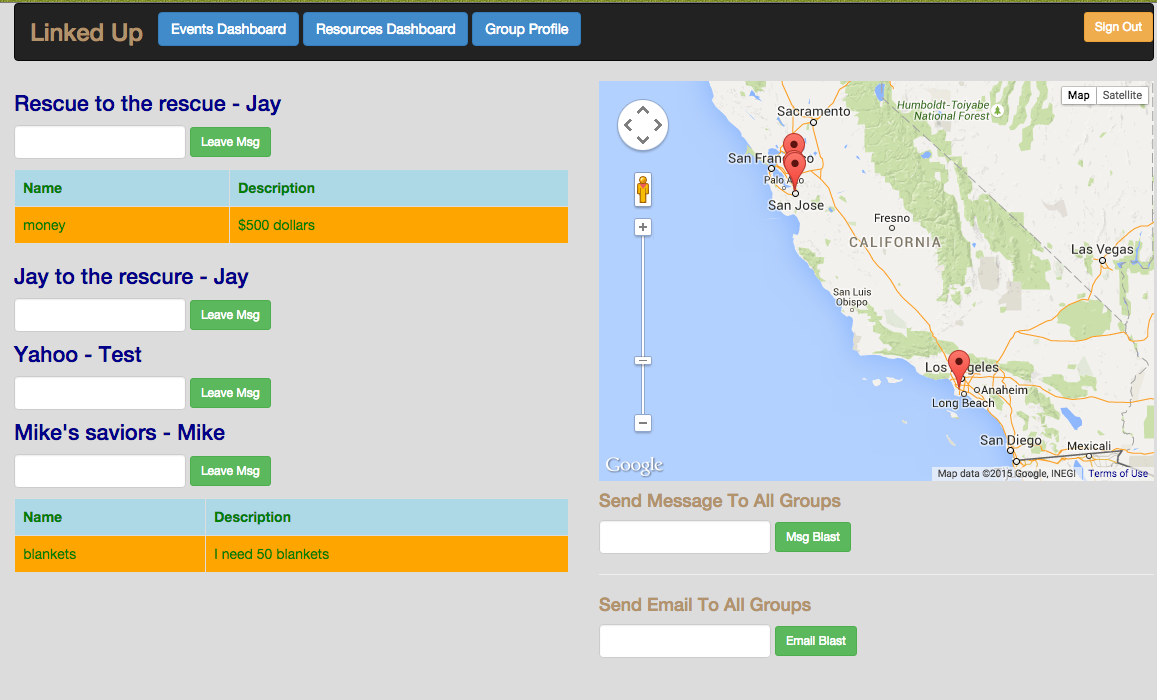 Linked Up
Events Dashboard
Resources Dashboard
Group Profile
Sign Out
Rescue to the rescue - Jay
Leave Msg
Name Description
money $500 dollars
Jay to the rescure - Jay
Leave Msg
Yahoo - Test
Leave Msg
Mike's saviors - Mike
Leave Msg
Name Description
blankets I need 50 blankets
Map Satellite
Humboldt-Toiyabe
National Forest
Sacramento
San Francisco
Palo Alto
San Jose
Fresno
CALIFORNIA
Las Vegas
San Luis
Obispo
Los Angeles
Anaheim
Long Beach
San Diego
Mexicali
Google
Map data ©2015 Google, INEGI
Terms of Use
Send Message To All Groups
Msg Blast
Send Email To All Groups
Email Blast